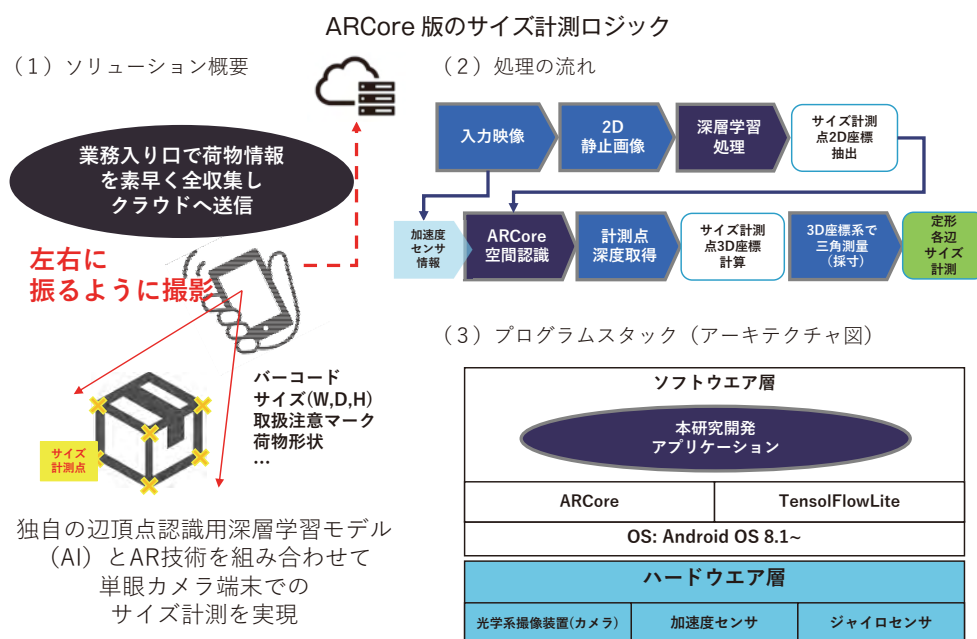 ARCore 版のサイズ計測ロジック
（1）ソリューション概要
業務入り口で荷物情報
を素早く全収集し
クラウドへ送信
左右に
振るように撮影
バーコード
サイズ(W,D,H)
取扱注意マーク
荷物形状
…
サイズ
計測点
独自の辺頂点認識用深層学習モデル
（AI）とAR技術を組み合わせて
単眼カメラ端末での
サイズ計測を実現
（2）処理の流れ
入力映像
2D
静止画像
深層学習
処理
サイズ計測
点2D座標
抽出
加速度
センサ
情報
ARCore
空間認識
計測点
深度取得
サイズ計測
点3D座標
計算
3D座標系で
三角測量
（採寸）
定形
各辺
サイズ
計測
（3）プログラムスタック（アーキテクチャ図）
ソフトウエア層
本研究開発
アプリケーション
ARCore
TensolFlowLite
OS: Android OS 8.1~
ハードウエア層
光学系撮像装置(カメラ)
加速度センサ
ジャイロセンサ